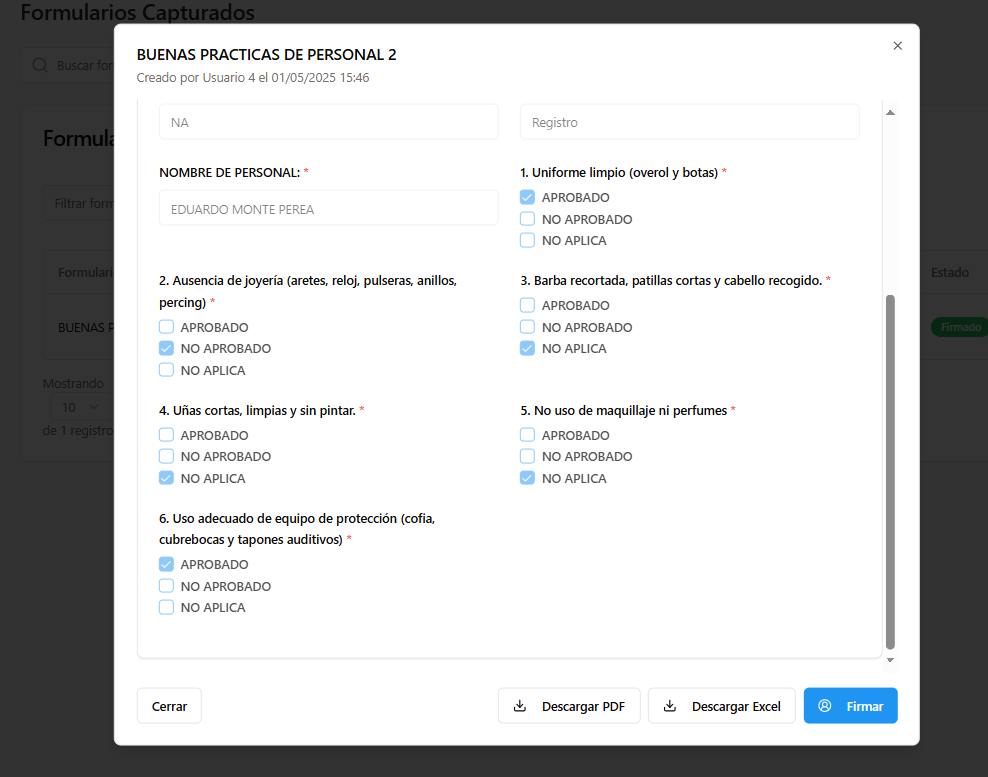 Formularios Capturados
Buscar for
Formula
Filtrar form
Formulari
Estado
BUENAS P
Firmado
Mostrando
10
de 1 registro
BUENAS PRACTICAS DE PERSONAL 2
Creado por Usuario 4 el 01/05/2025 15:46
NA
Registro
NOMBRE DE PERSONAL: *
EDUARDO MONTE PEREA
1. Uniforme limpio (overol y botas) *
APROBADO
NO APROBADO
NO APLICA
2. Ausencia de joyería (aretes, reloj, pulseras, anillos,
percing) *
APROBADO
NO APROBADO
NO APLICA
3. Barba recortada, patillas cortas y cabello recogido. *
APROBADO
NO APROBADO
NO APLICA
4. Uñas cortas, limpias y sin pintar. *
APROBADO
NO APROBADO
NO APLICA
5. No uso de maquillaje ni perfumes *
APROBADO
NO APROBADO
NO APLICA
6. Uso adecuado de equipo de protección (cofia,
cubrebocas y tapones auditivos) *
APROBADO
NO APROBADO
NO APLICA
Cerrar
Descargar PDF
Descargar Excel
Firmar